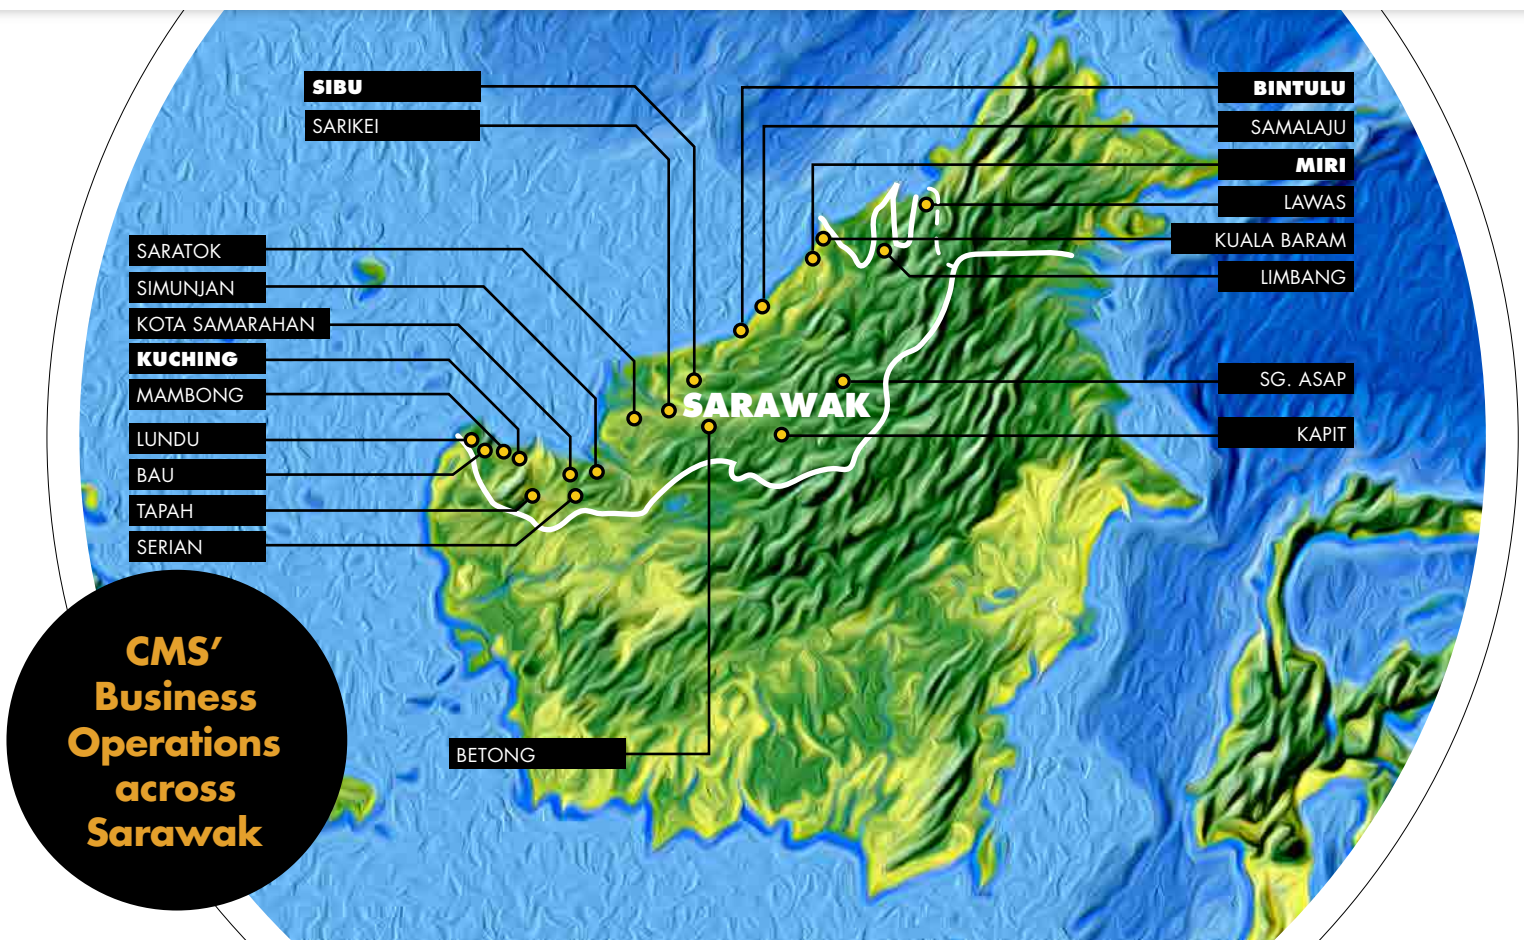 SIBU
SARIKEI
SARATOK
SIMUNJAN
KOTA SAMARAHAN
KUCHING
MAMBONG
LUNDU
BAU
TAPAH
SERIAN
BINTULU
SAMALAJU
MIRI
LAWAS
KUALA BARAM
LIMBANG
SG. ASAP
KAPIT
SARAWAK
BETONG
CMS’
Business
Operations
across
Sarawak